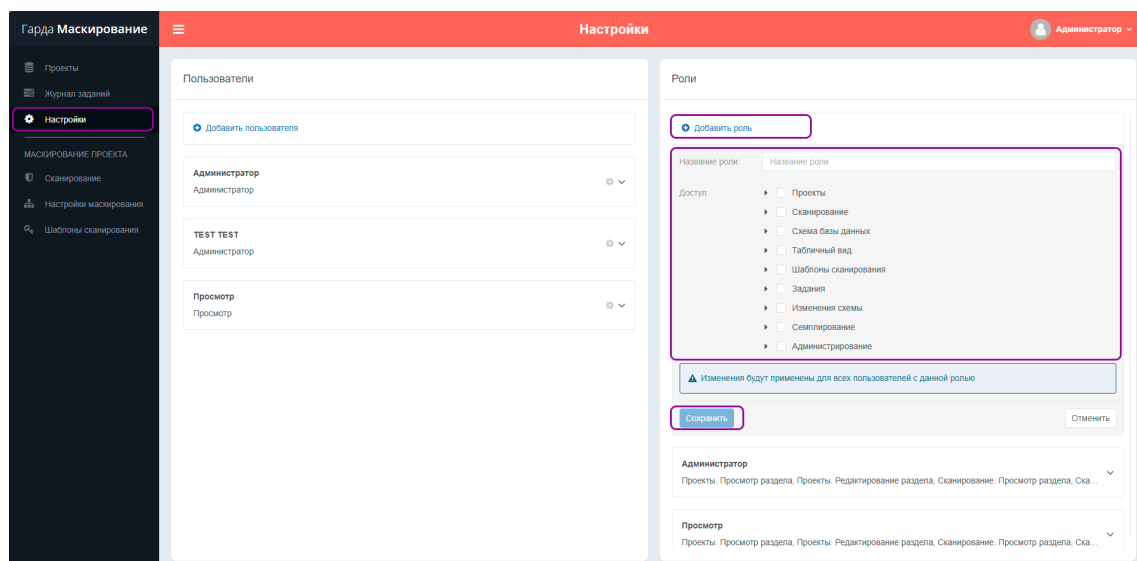 Гарда Маскирование
Настройки
Администратор
Проекты
Журнал заданий
Настройки
МАСКИРОВАНИЕ ПРОЕКТА
Сканирование
Настройки маскирования
Шаблоны сканирования
Пользователи
Добавить пользователя
Администратор
Администратор
TEST TEST
Администратор
Просмотр
Просмотр
Роли
Добавить роль
Название роли: Название роли
Доступ: Проекты
Сканирование
Схема базы данных
Табличный вид
Шаблоны сканирования
Задания
Изменения схемы
Семплирование
Администрирование
Изменения будут применены для всех пользователей с данной ролью
Сохранить Отменить
Администратор
Проекты. Просмотр раздела, Проекты. Редактирование раздела, Сканирование. Просмотр раздела, Ска...
Просмотр
Проекты. Просмотр раздела, Проекты. Редактирование раздела, Сканирование. Просмотр раздела, Ска...